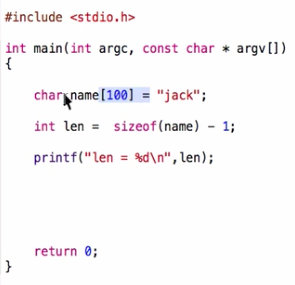 #include <stdio.h>
int main(int argc, const char * argv[])
{
char name[100] = "jack";
int len =  sizeof(name) - 1;
printf("len = %d\n",len);
return 0;
}